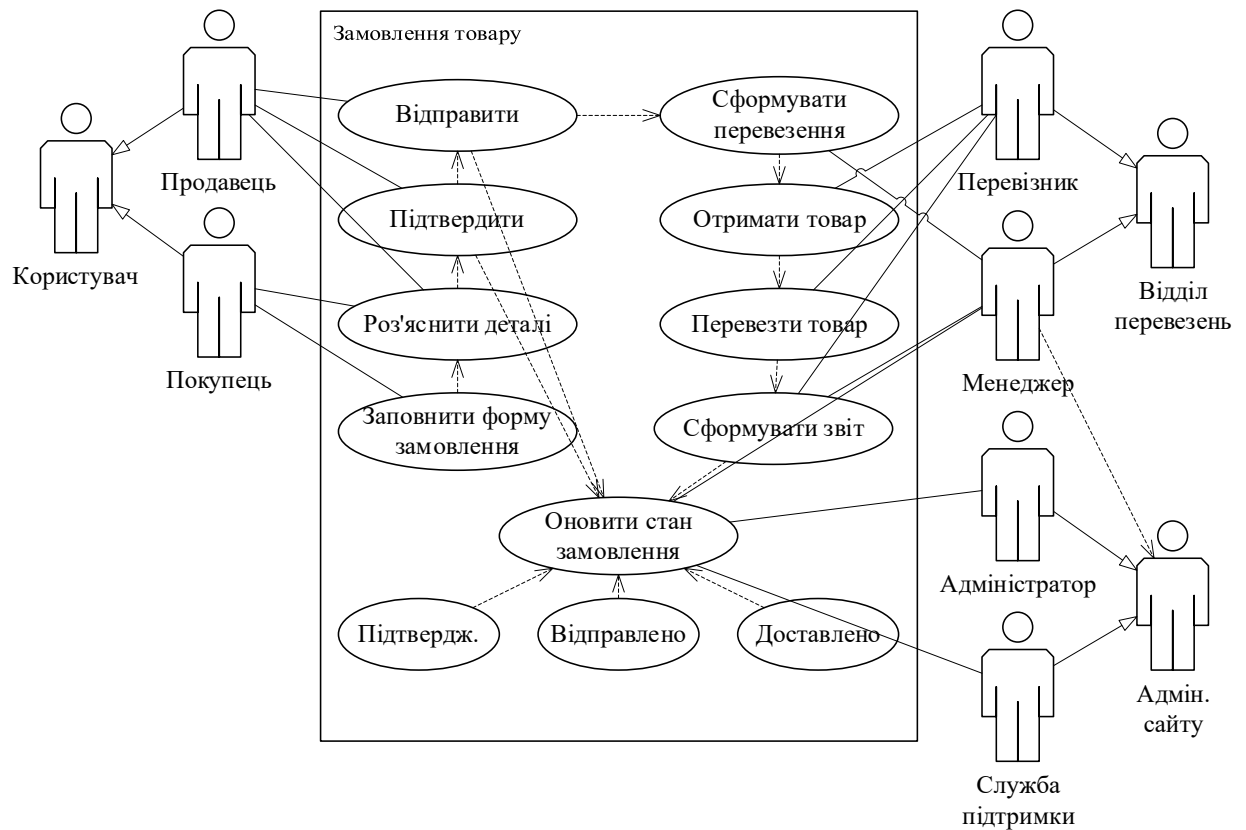 Замовлення товару
Відправити
Сформувати
перевезення
Продавець
Перевізник
Підтвердити
Отримати товар
Користувач
Відділ
перевезень
Роз'яснити деталі
Перевезти товар
Покупець
Менеджер
Заповнити форму
замовлення
Сформувати звіт
Оновити стан
замовлення
Адміністратор
Підтвердж.
Відправлено
Доставлено
Адмін.
сайту
Служба
підтримки